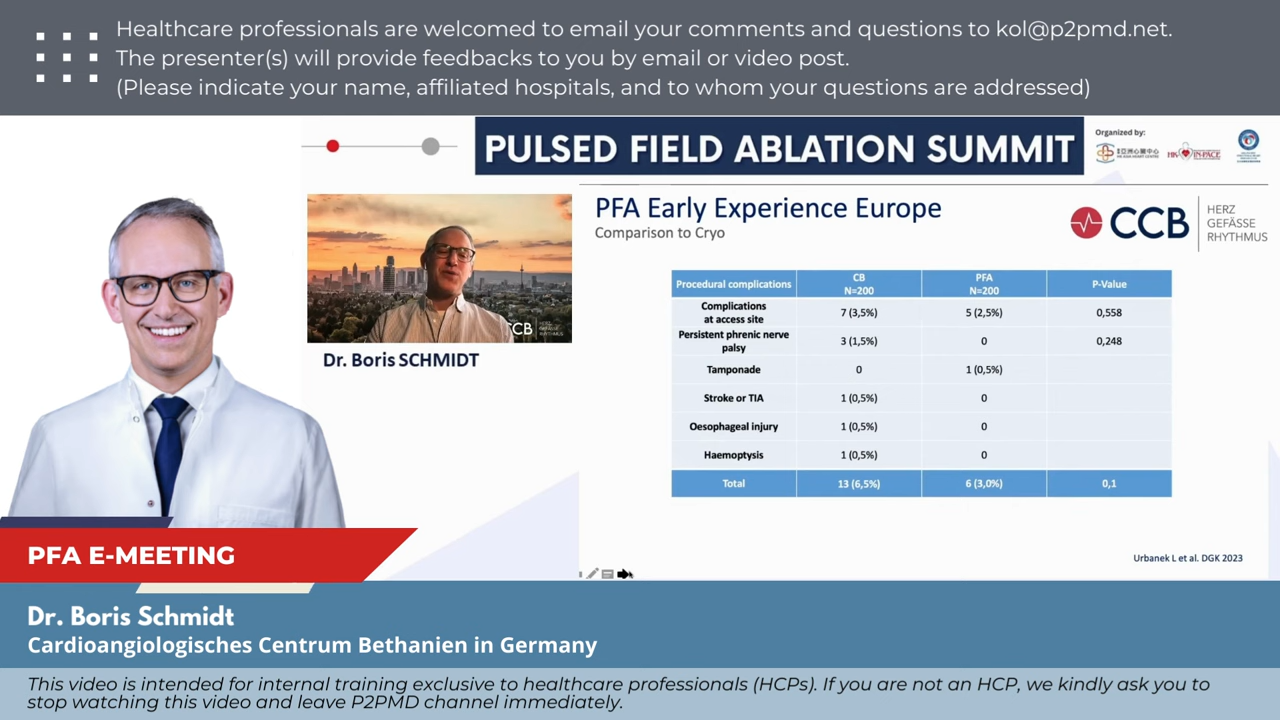 Healthcare professionals are welcomed to email your comments and questions to kol@p2pmd.net.
The presenter(s) will provide feedbacks to you by email or video post.
(Please indicate your name, affiliated hospitals, and to whom your questions are addressed)
PULSED FIELD ABLATION SUMMIT
Organized by:
HK IN-PACE
PFA Early Experience Europe
Comparison to Cryo
CCB
HERZ
GEFÄSSE
RHYTHMUS
CCB
HERZ
GEFÄSSE
RHYTHMUS
Dr. Boris SCHMIDT
Procedural complications CB N=200 PFA N=200 P-Value
Complications at access site 7 (3,5%) 5 (2,5%) 0,558
Persistent phrenic nerve palsy 3 (1,5%) 0 0,248
Tamponade 0 1 (0,5%)
Stroke or TIA 1 (0,5%) 0
Oesophageal injury 1 (0,5%) 0
Haemoptysis 1 (0,5%) 0
Total 13 (6,5%) 6 (3,0%) 0,1
Urbanek L et al. DGK 2023
PFA E-MEETING
Dr. Boris Schmidt
Cardioangiologisches Centrum Bethanien in Germany
This video is intended for internal training exclusive to healthcare professionals (HCPs). If you are not an HCP, we kindly ask you to
stop watching this video and leave P2PMD channel immediately.